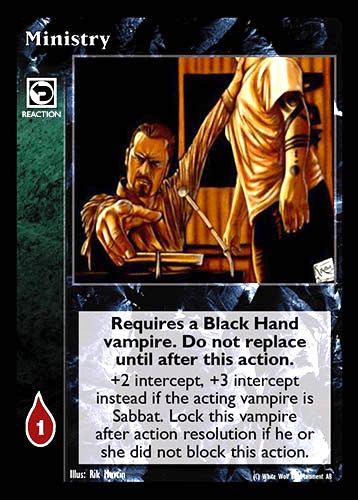 Ministry
REACTION
Requires a Black Hand
vampire. Do not replace
until after this action.
+2 intercept, +3 intercept
instead if the acting vampire is
Sabbat. Lock this vampire
after action resolution if he or
she did not block this action.
1
Illus: Rik Martin
(C) White Wolf Entertainment AB